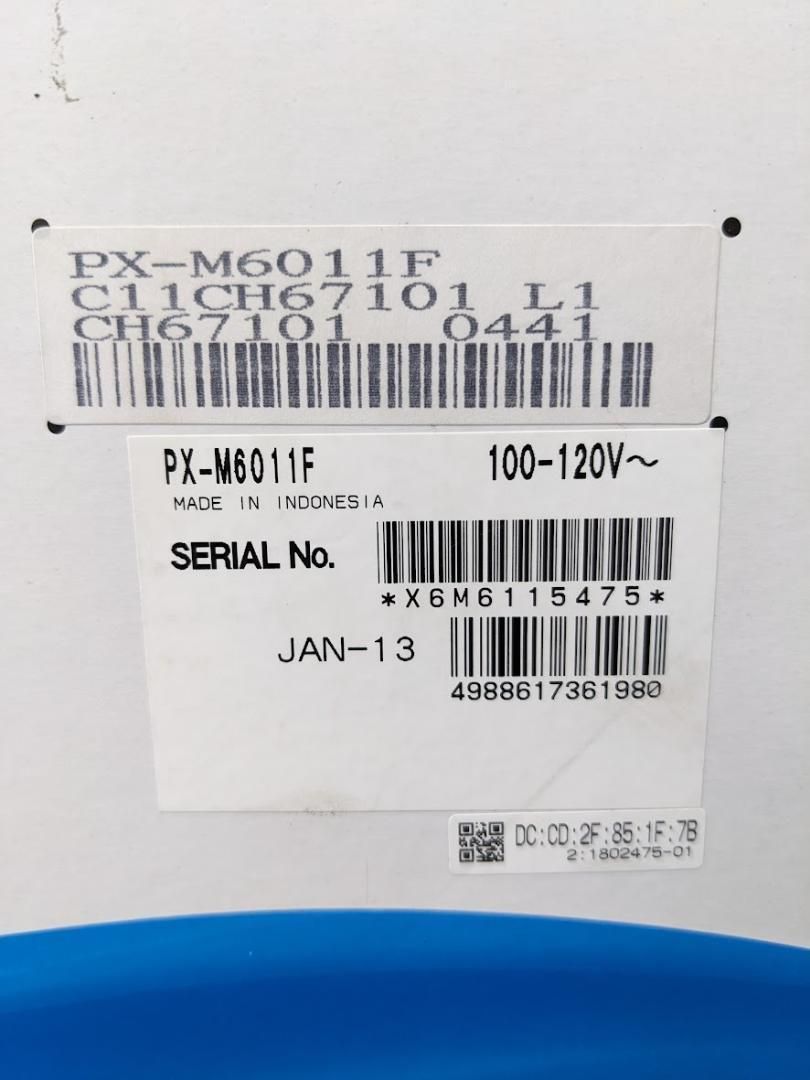 PX-M6011F
C11CH67101 L1
CH67101 0441
PX-M6011F 100-120V～
MADE IN INDONESIA
SERIAL No.
*X6M6115475*
JAN-13
4988617361980
DC:CD:2F:85:1F:7B
2:1802475-01